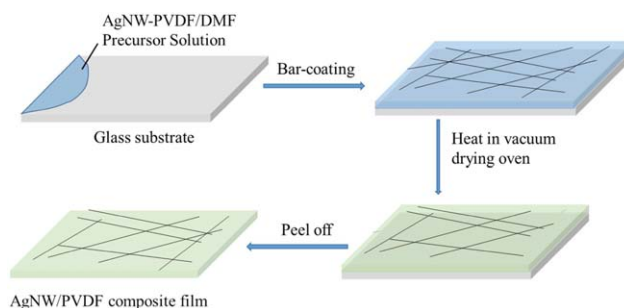 AgNW-PVDF/DMF
Precursor Solution
Bar-coating
Glass substrate
Heat in vacuum
drying oven
Peel off
AgNW/PVDF composite film